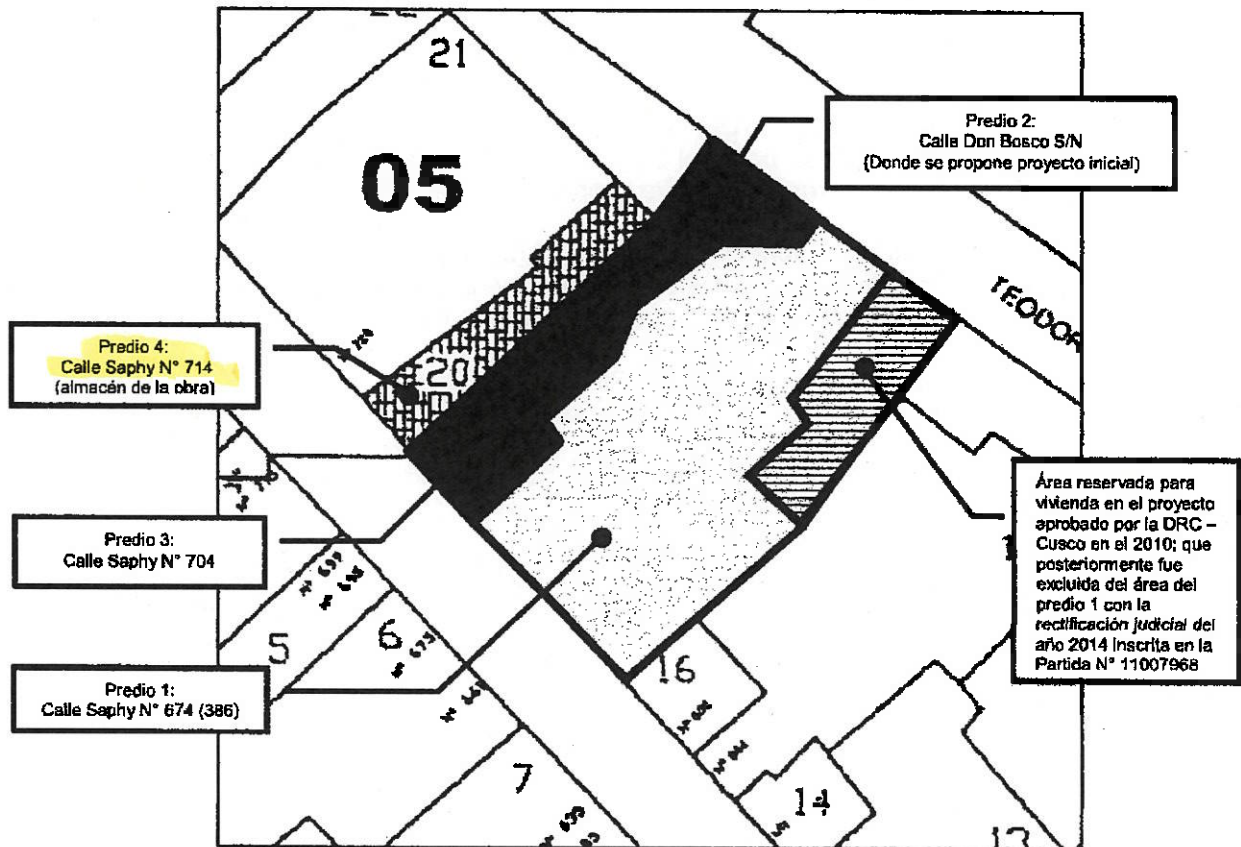 21
05
Predio 2:
Calle Don Bosco S/N
(Donde se propone proyecto inicial)
TEODOR
Predio 4:
Calle Saphy N° 714
(almacén de la obra)
20
Área reservada para
vivienda en el proyecto
aprobado por la DRC –
Cusco en el 2010; que
posteriormente fue
excluida del área del
predio 1 con la
rectificación judicial del
año 2014 inscrita en la
Partida N° 11007968
Predio 3:
Calle Saphy N° 704
N° 699
N° 695
5
6
N° 675
Predio 1:
Calle Saphy N° 674 (386)
16
7
14
13